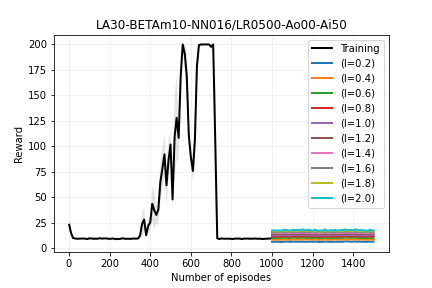 LA30-BETAm10-NN016/LR0500-Ao00-Ai50
200
175
150
125
100
75
50
25
0
Reward
Training
(l=0.2)
(l=0.4)
(l=0.6)
(l=0.8)
(l=1.0)
(l=1.2)
(l=1.4)
(l=1.6)
(l=1.8)
(l=2.0)
0 200 400 600 800 1000 1200 1400
Number of episodes